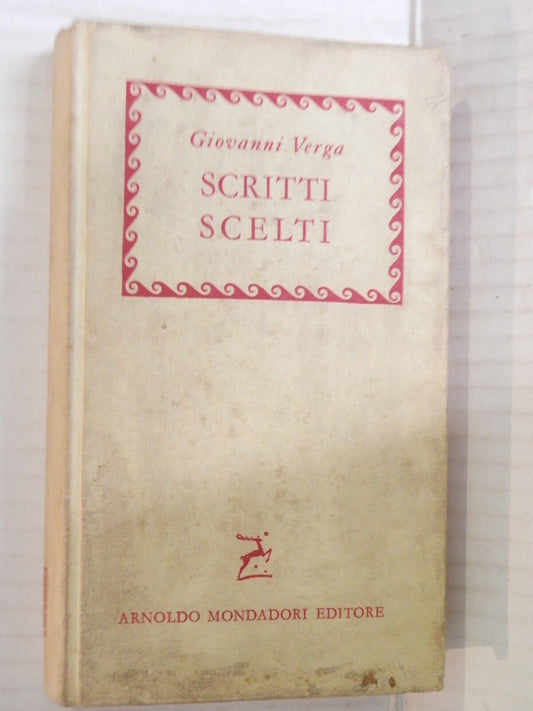 Giovanni Verga
SCRITTI
SCELTI
ARNOLDO MONDADORI EDITORE